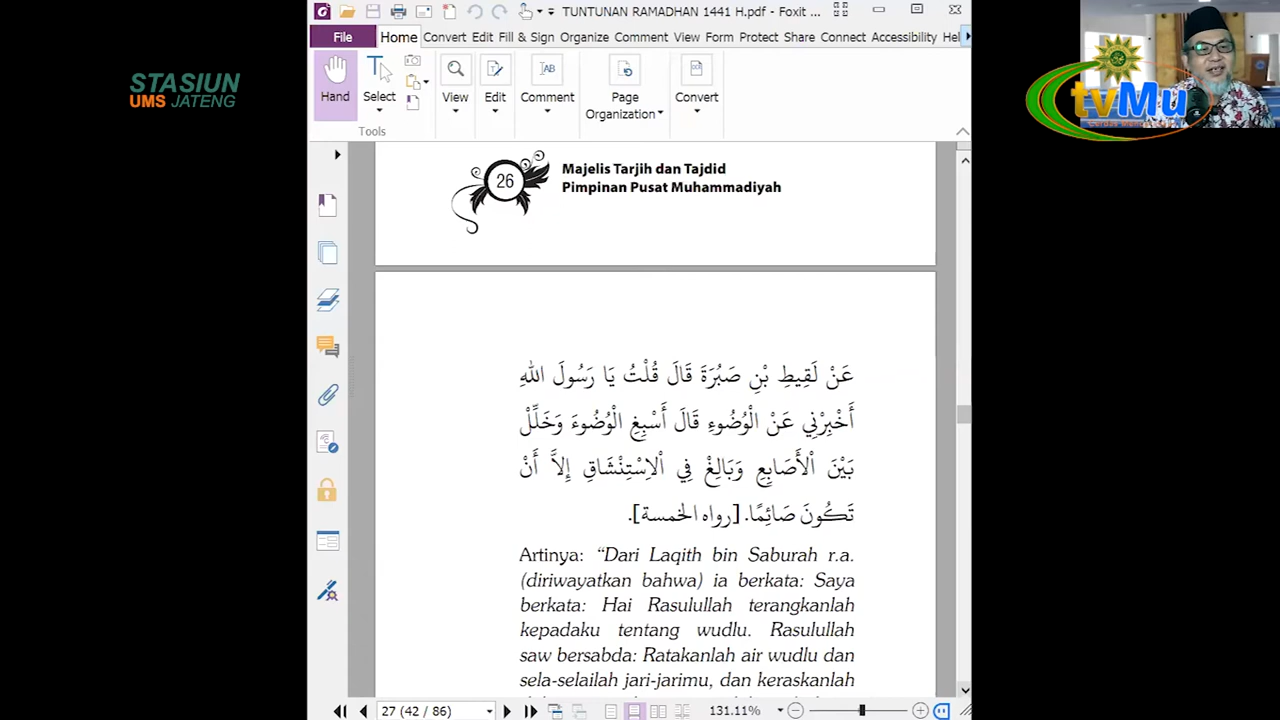 TUNTUNAN RAMADHAN 1441 H.pdf - Foxit ...
File Home Convert Edit Fill & Sign Organize Comment View Form Protect Share Connect Accessibility Hel
Hand
Select
View
Edit
Comment
Page
Organization
Convert
Tools
STASIUN
UMS JATENG
tvMu
26
Majelis Tarjih dan Tajdid
Pimpinan Pusat Muhammadiyah
عَنْ لَقِيطِ بْنِ صَبُرَةَ قَالَ قُلْتُ يَا رَسُولَ اللهِ
أَخْبِرْنِي عَنْ الْوُضُوءِ قَالَ أَسْبِغِ الْوُضُوءَ وَخَلِّلْ
بَيْنَ الْأَصَابِعِ وَبَالِغْ فِي الْاِسْتِنْشَاقِ إِلاَّ أَنْ
تَكُونَ صَائِمًا. [رواه الخمسة].
Artinya: “Dari Laqith bin Saburah r.a.
(diriwayatkan bahwa) ia berkata: Saya
berkata: Hai Rasulullah terangkanlah
kepadaku tentang wudlu. Rasulullah
saw bersabda: Ratakanlah air wudlu dan
sela-selailah jari-jarimu, dan keraskanlah
27 (42 / 86)
131.11%